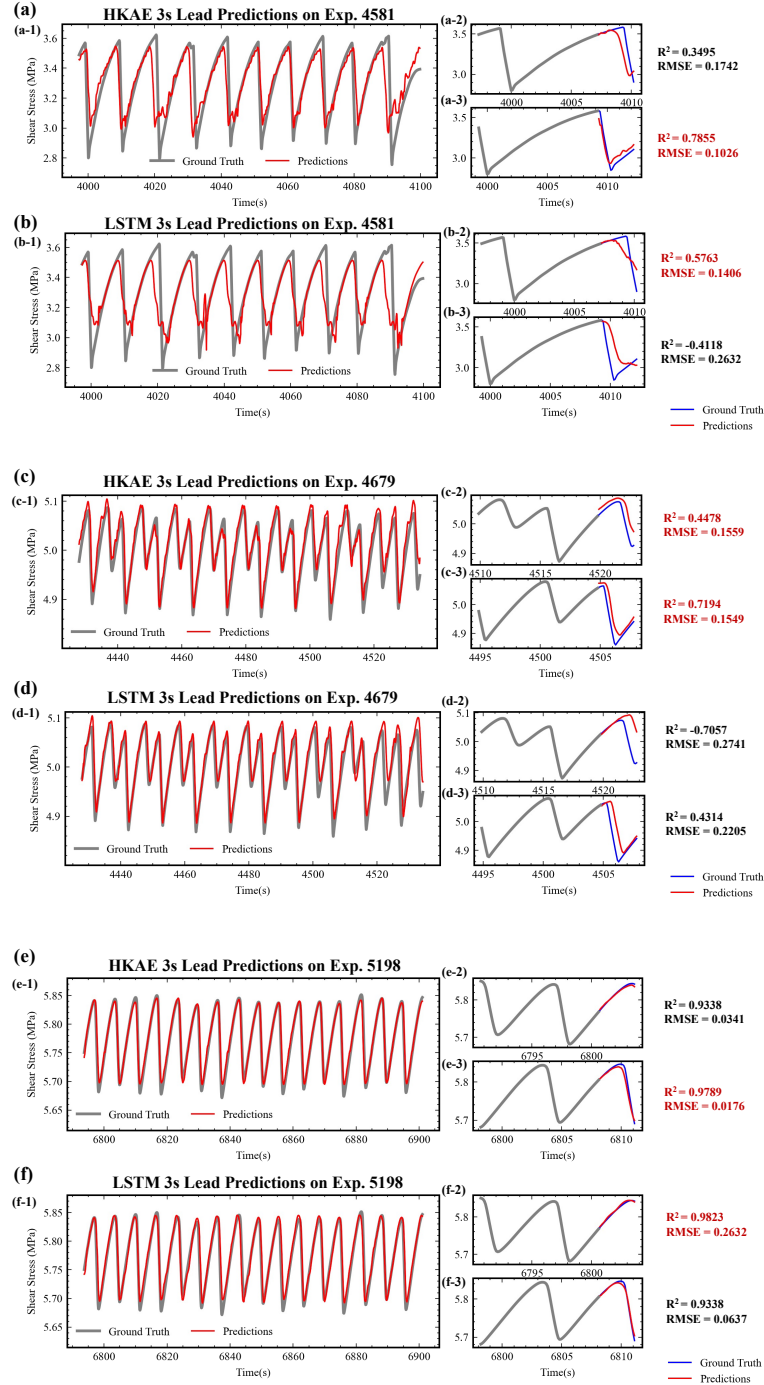 (a)
HKAE 3s Lead Predictions on Exp. 4581
(a-1)
Shear Stress (MPa)
3.6
3.4
3.2
3.0
2.8
Ground Truth
Predictions
4000
4020
4040
4060
4080
4100
Time(s)
(a-2)
3.5
3.0
4000
4005
4010
R² = 0.3495
RMSE = 0.1742
(a-3)
3.5
3.0
4000
4005
4010
Time(s)
R² = 0.7855
RMSE = 0.1026
(b)
LSTM 3s Lead Predictions on Exp. 4581
(b-1)
Shear Stress (MPa)
3.6
3.4
3.2
3.0
2.8
Ground Truth
Predictions
4000
4020
4040
4060
4080
4100
Time(s)
(b-2)
3.5
3.0
4000
4005
4010
R² = 0.5763
RMSE = 0.1406
(b-3)
3.5
3.0
4000
4005
4010
Time(s)
R² = -0.4118
RMSE = 0.2632
Ground Truth
Predictions
(c)
HKAE 3s Lead Predictions on Exp. 4679
(c-1)
Shear Stress (MPa)
5.1
5.0
4.9
Ground Truth
Predictions
4440
4460
4480
4500
4520
Time(s)
(c-2)
5.1
5.0
4.9
4510
4515
4520
R² = 0.4478
RMSE = 0.1559
(c-3)
5.0
4.9
4495
4500
4505
Time(s)
R² = 0.7194
RMSE = 0.1549
(d)
LSTM 3s Lead Predictions on Exp. 4679
(d-1)
Shear Stress (MPa)
5.1
5.0
4.9
Ground Truth
Predictions
4440
4460
4480
4500
4520
Time(s)
(d-2)
5.1
5.0
4.9
4510
4515
4520
R² = -0.7057
RMSE = 0.2741
(d-3)
5.0
4.9
4495
4500
4505
Time(s)
R² = 0.4314
RMSE = 0.2205
Ground Truth
Predictions
(e)
HKAE 3s Lead Predictions on Exp. 5198
(e-1)
Shear Stress (MPa)
5.85
5.80
5.75
5.70
5.65
Ground Truth
Predictions
6800
6820
6840
6860
6880
6900
Time(s)
(e-2)
5.8
5.7
6795
6800
R² = 0.9338
RMSE = 0.0341
(e-3)
5.8
5.7
6800
6805
6810
Time(s)
R² = 0.9789
RMSE = 0.0176
(f)
LSTM 3s Lead Predictions on Exp. 5198
(f-1)
Shear Stress (MPa)
5.85
5.80
5.75
5.70
5.65
Ground Truth
Predictions
6800
6820
6840
6860
6880
6900
Time(s)
(f-2)
5.8
5.7
6795
6800
R² = 0.9823
RMSE = 0.2632
(f-3)
5.8
5.7
6800
6805
6810
Time(s)
R² = 0.9338
RMSE = 0.0637
Ground Truth
Predictions